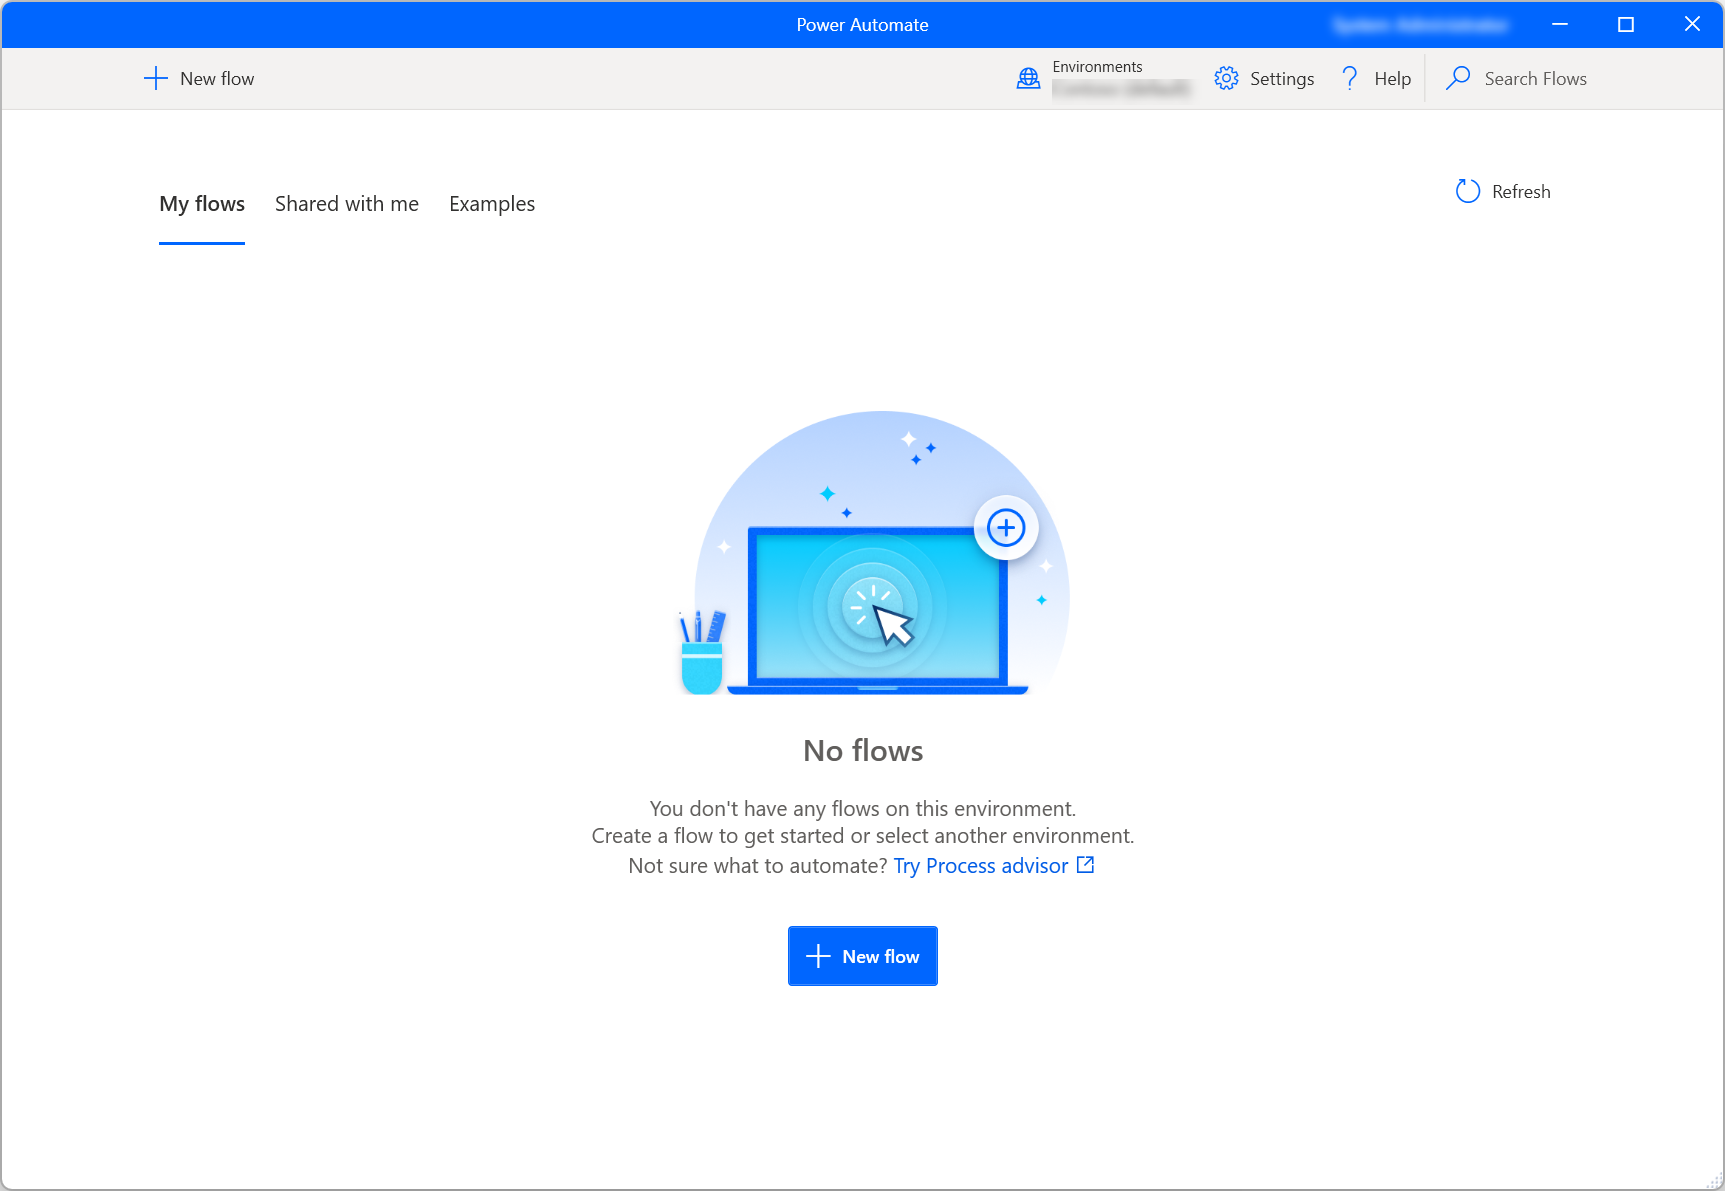 Power Automate
New flow
Environments
Settings
Help
Search Flows
My flows
Shared with me
Examples
Refresh
No flows
You don't have any flows on this environment.
Create a flow to get started or select another environment.
Not sure what to automate? Try Process advisor
New flow